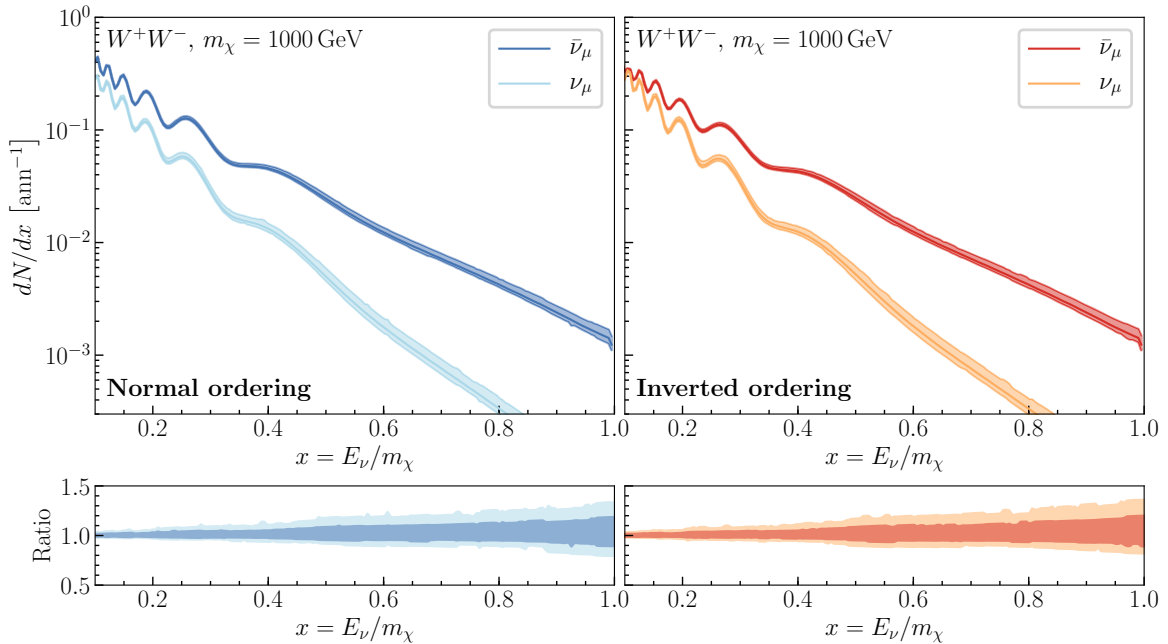 W⁺W⁻, m_χ = 1000 GeV
ν̄_μ
ν_μ
10⁰
10⁻¹
10⁻²
10⁻³
dN/dx [ann⁻¹]
Normal ordering
0.2 0.4 0.6 0.8 1.0
x = E_ν/m_χ
W⁺W⁻, m_χ = 1000 GeV
ν̄_μ
ν_μ
Inverted ordering
0.2 0.4 0.6 0.8 1.0
x = E_ν/m_χ
1.5
1.0
0.5
Ratio
0.2 0.4 0.6 0.8 1.0
x = E_ν/m_χ
0.2 0.4 0.6 0.8 1.0
x = E_ν/m_χ